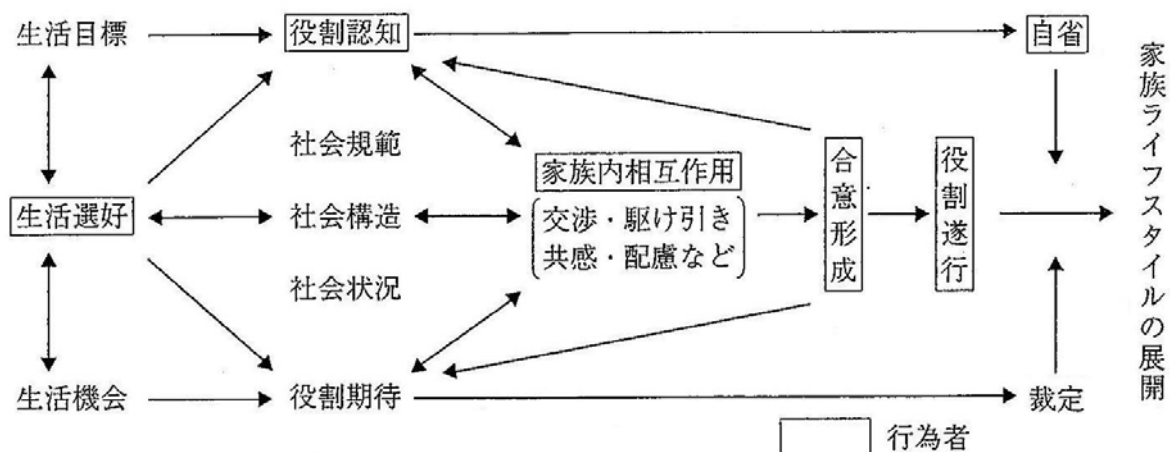 生活目標
役割認知
自省
社会規範
家族内相互作用
生活選好
社会構造
交渉・駆け引き
共感・配慮など
合意形成
役割遂行
家族ライフスタイルの展開
社会状況
生活機会
役割期待
裁定
行為者